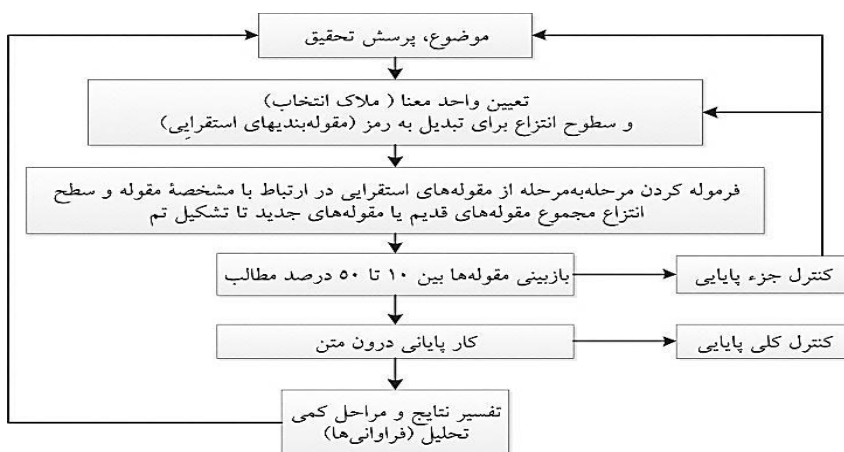 موضوع، پرسش تحقیق
تعیین واحد معنا ( ملاک انتخاب)
و سطوح انتزاع برای تبدیل به رمز (مقوله‌بندیهای استقرایی)
فرموله کردن مرحله‌به‌مرحله از مقوله‌های استقرایی در ارتباط با مشخصهٔ مقوله و سطح
انتزاع مجموع مقوله‌های قدیم یا مقوله‌های جدید تا تشکیل تم
بازبینی مقوله‌ها بین ۱۰ تا ۵۰ درصد مطالب
کنترل جزء پایایی
کار پایانی درون متن
کنترل کلی پایایی
تفسیر نتایج و مراحل کمی
تحلیل (فراوانی‌ها)